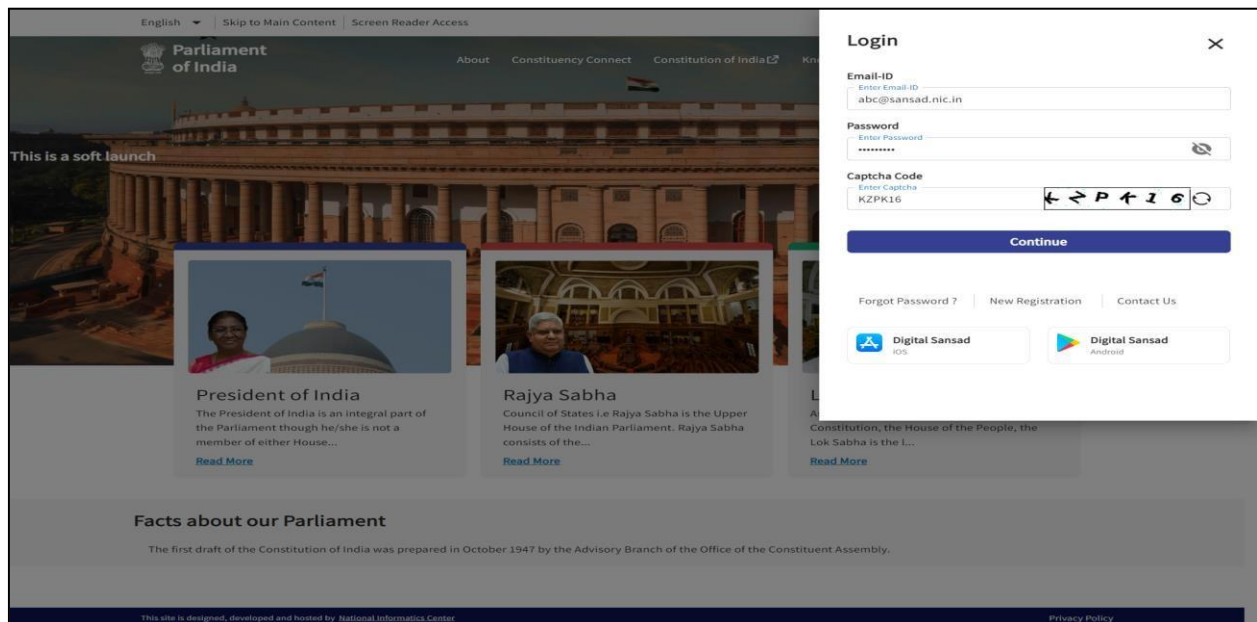 English
Skip to Main Content
Screen Reader Access
Parliament
of India
About
Constituency Connect
Constitution of India
This is a soft launch
Login
Email-ID
Enter Email-ID
abc@sansad.nic.in
Password
Enter Password
•••••••••
Captcha Code
Enter Captcha
KZPK16
KZPK16
Continue
Forgot Password ?
New Registration
Contact Us
Digital Sansad
iOS
Digital Sansad
Android
President of India
The President of India is an integral part of
the Parliament though he/she is not a
member of either House...
Read More
Rajya Sabha
Council of States i.e Rajya Sabha is the Upper
House of the Indian Parliament. Rajya Sabha
consists of the...
Read More
Constitution, the House of the People, the
Lok Sabha is the l...
Read More
Facts about our Parliament
The first draft of the Constitution of India was prepared in October 1947 by the Advisory Branch of the Office of the Constituent Assembly.
This site is designed, developed and hosted by National Informatics Center
Privacy Policy